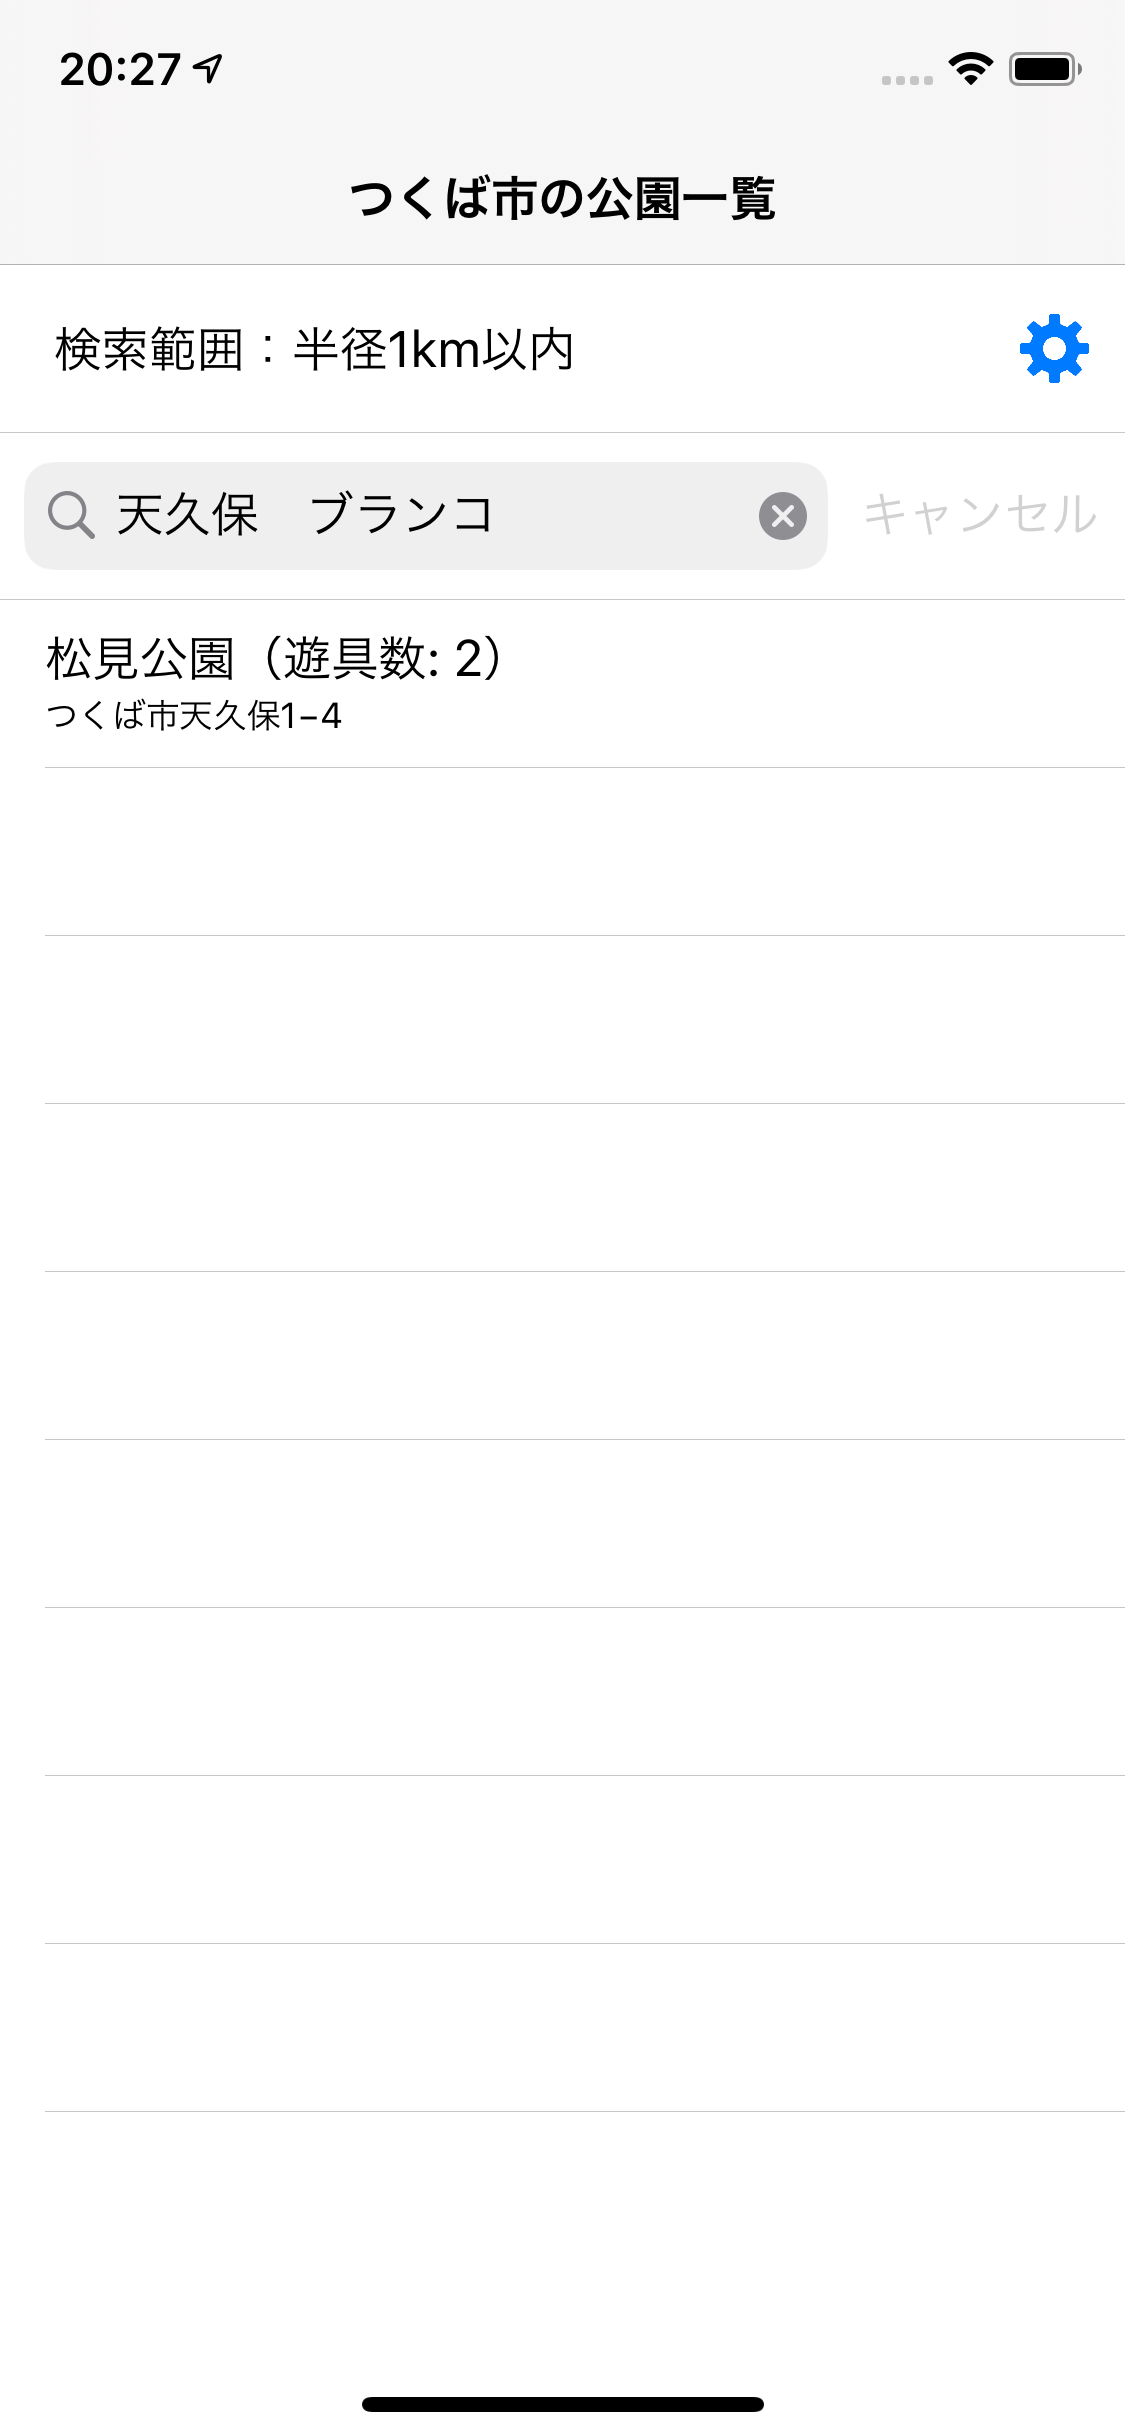 20:27
つくば市の公園一覧
検索範囲：半径1km以内
天久保　ブランコ
キャンセル
松見公園（遊具数: 2）
つくば市天久保1−4